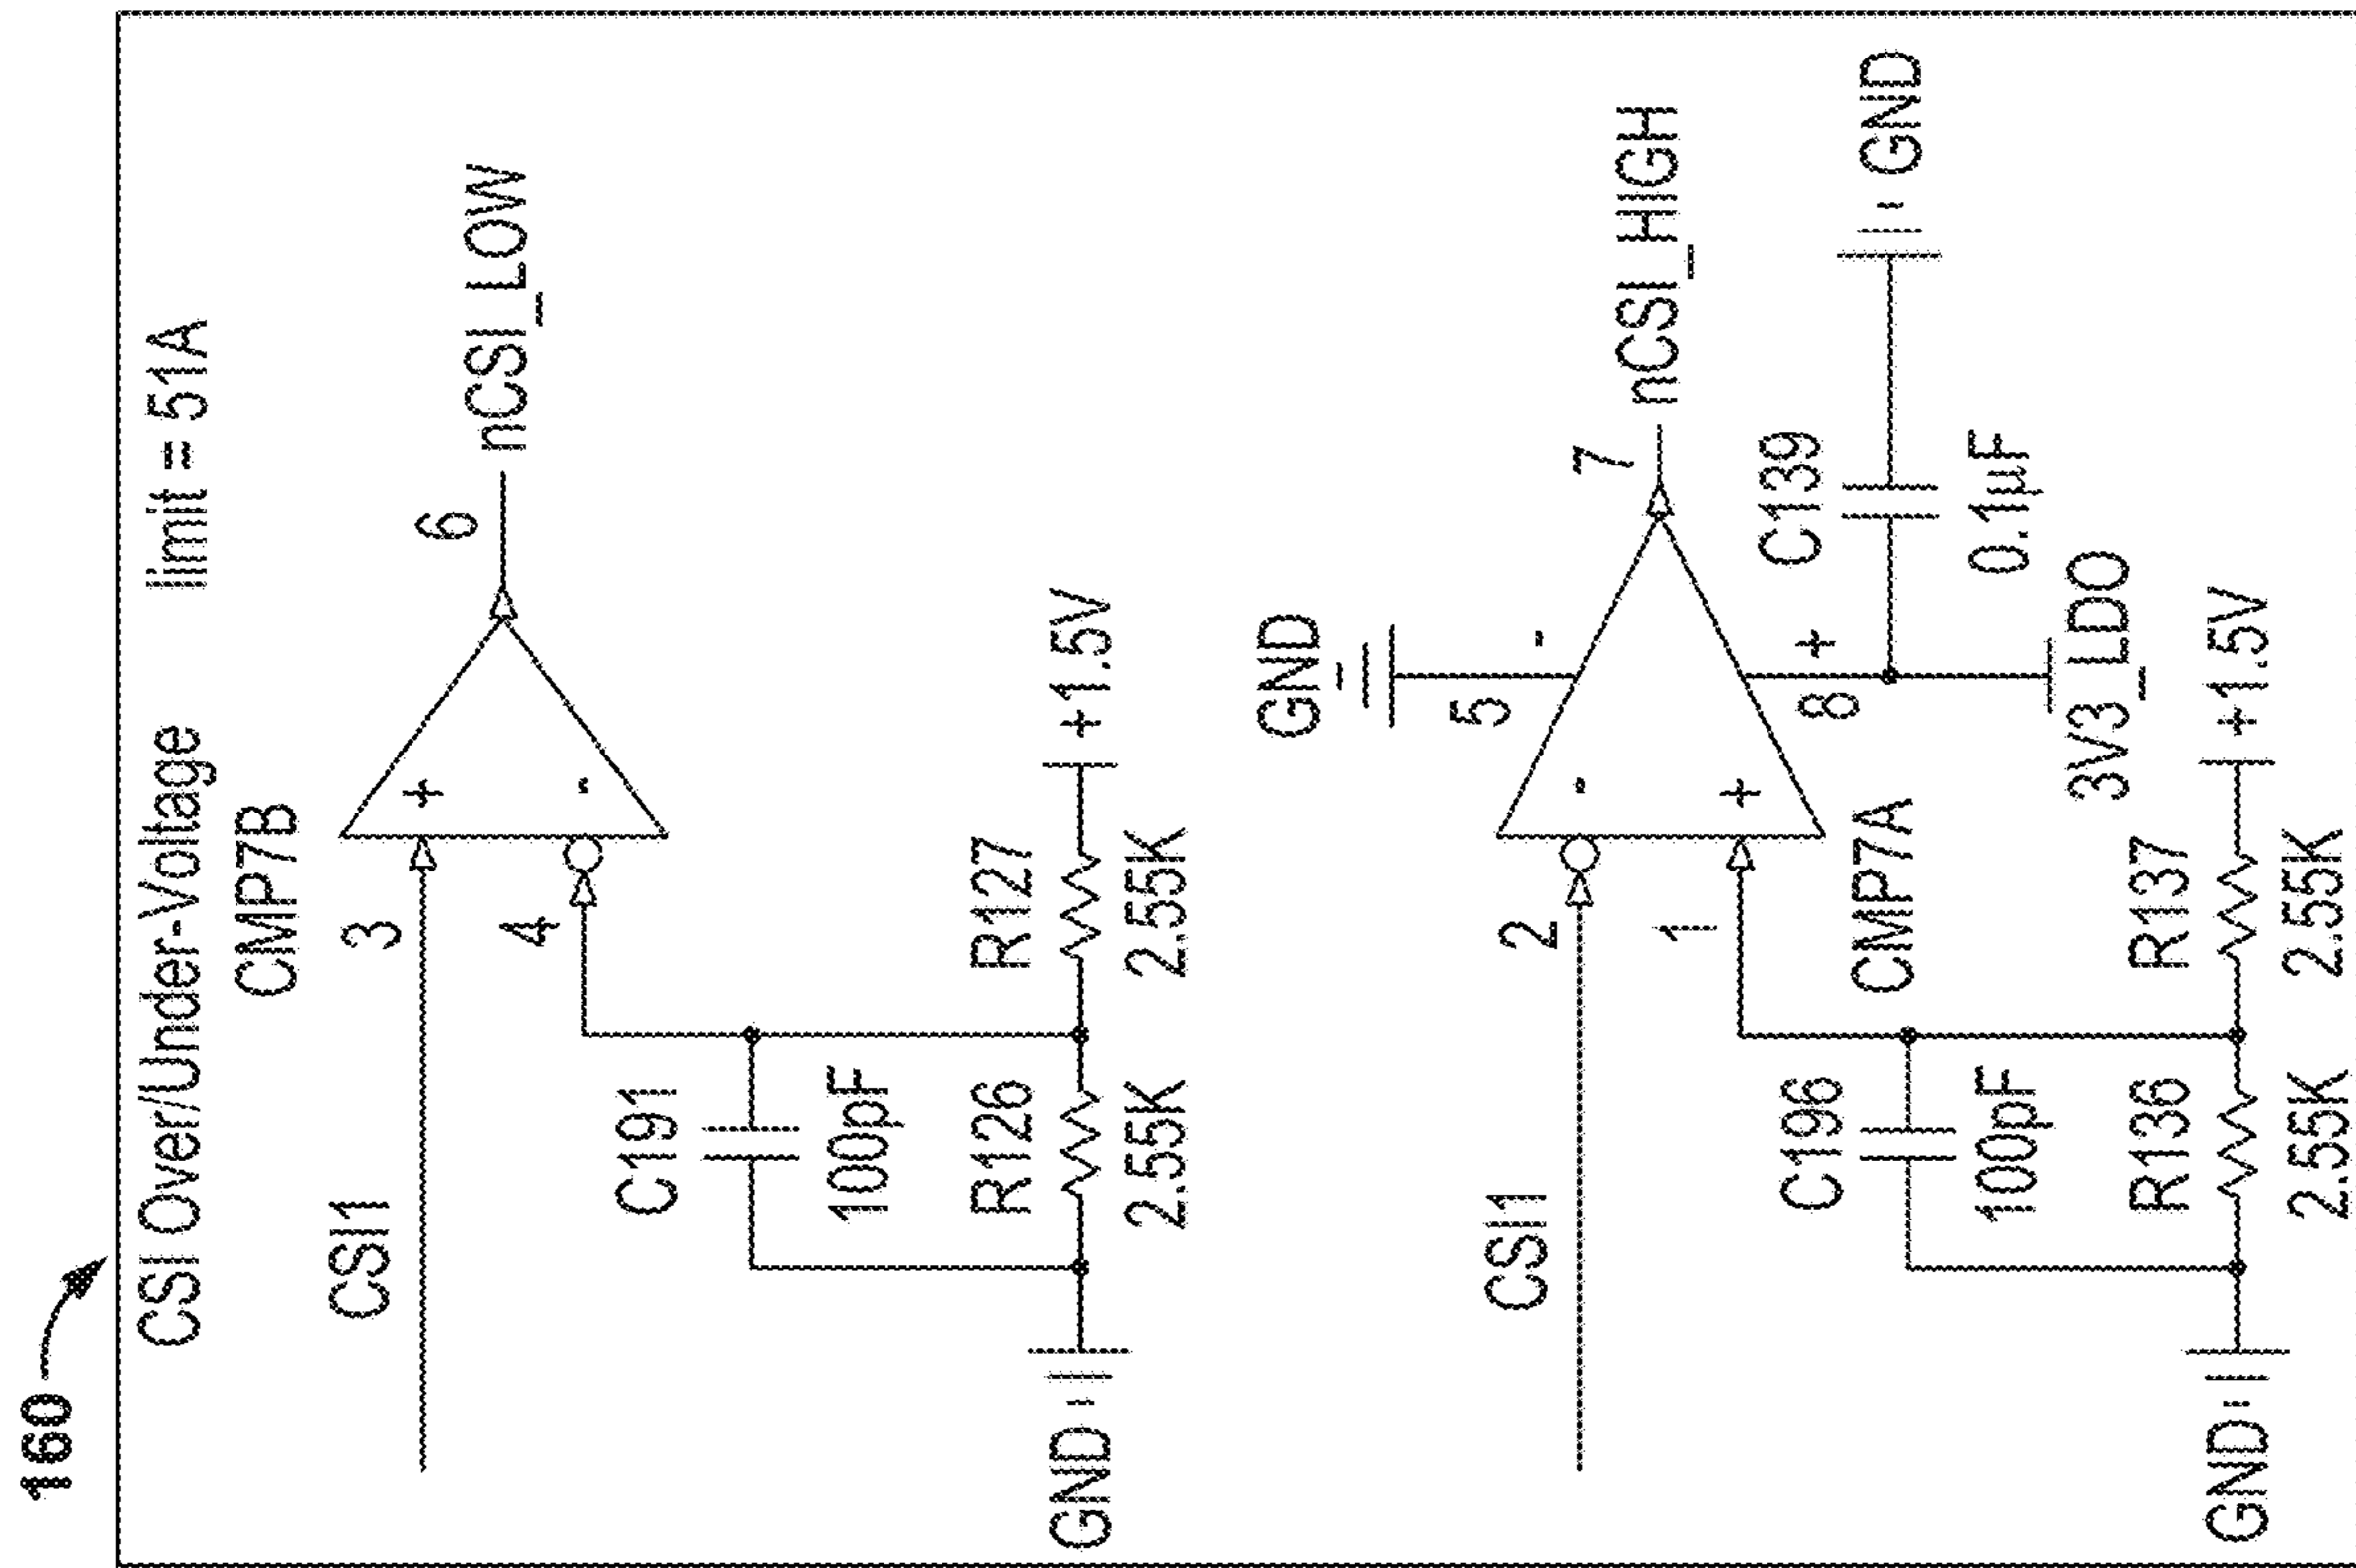 160
CSI Over/Under-Voltage limit = 51A
CMP7B
CSI1
3
+
6
nCSI_LOW
4
-
C191
100pF
R126
2.55K
R127
2.55K
+1.5V
GND
GND
5
-
CSI1
2
-
7
nCSI_HIGH
1
+
8
+
CMP7A
C139
0.1µF
GND
3V3_LDO
C196
100pF
R136
2.55K
R137
2.55K
+1.5V
GND